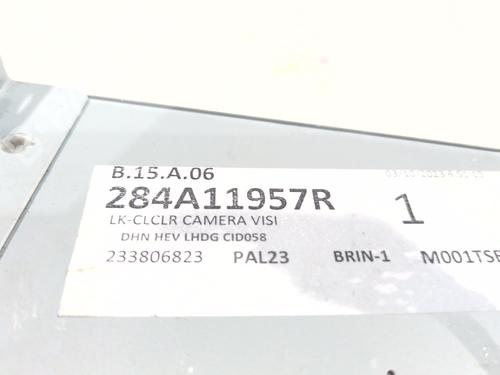 B.15.A.06
284A11957R 1
LK-CLCLR CAMERA VISI
DHN HEV LHDG CID058
233806823 PAL23 BRIN-1 M001TSE